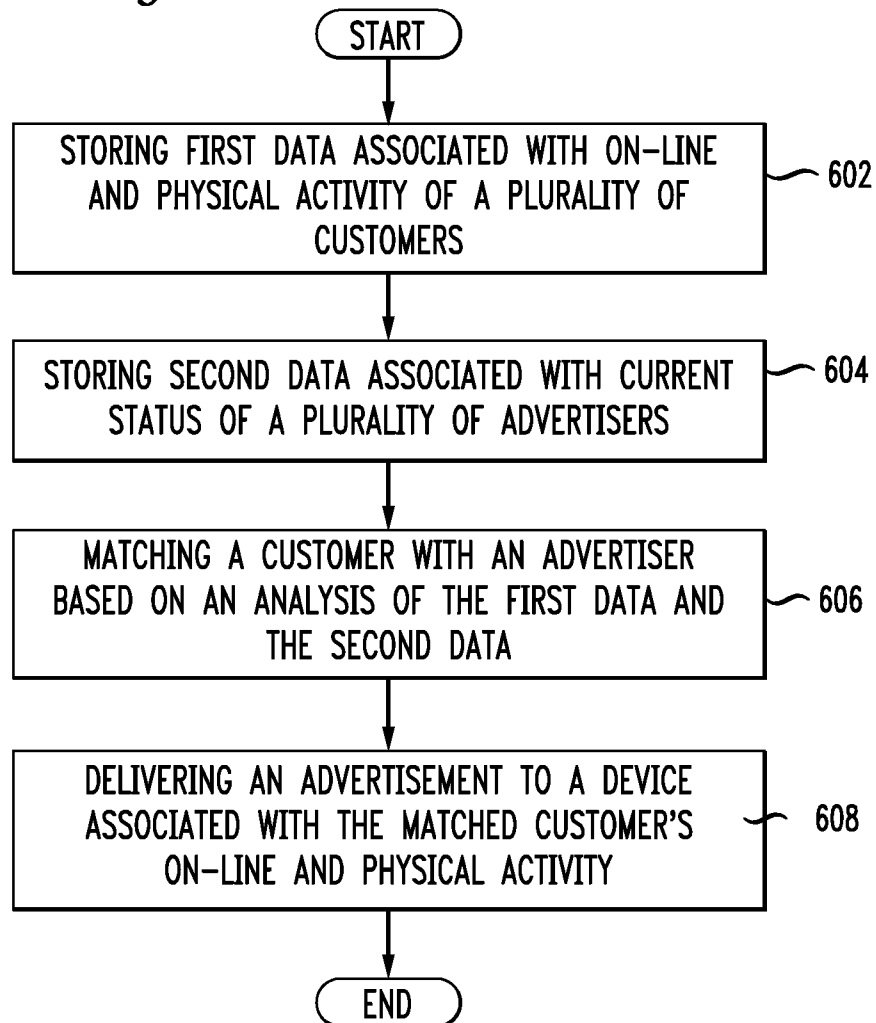 START
STORING FIRST DATA ASSOCIATED WITH ON-LINE
AND PHYSICAL ACTIVITY OF A PLURALITY OF
CUSTOMERS
602
STORING SECOND DATA ASSOCIATED WITH CURRENT
STATUS OF A PLURALITY OF ADVERTISERS
604
MATCHING A CUSTOMER WITH AN ADVERTISER
BASED ON AN ANALYSIS OF THE FIRST DATA AND
THE SECOND DATA
606
DELIVERING AN ADVERTISEMENT TO A DEVICE
ASSOCIATED WITH THE MATCHED CUSTOMER'S
ON-LINE AND PHYSICAL ACTIVITY
608
END